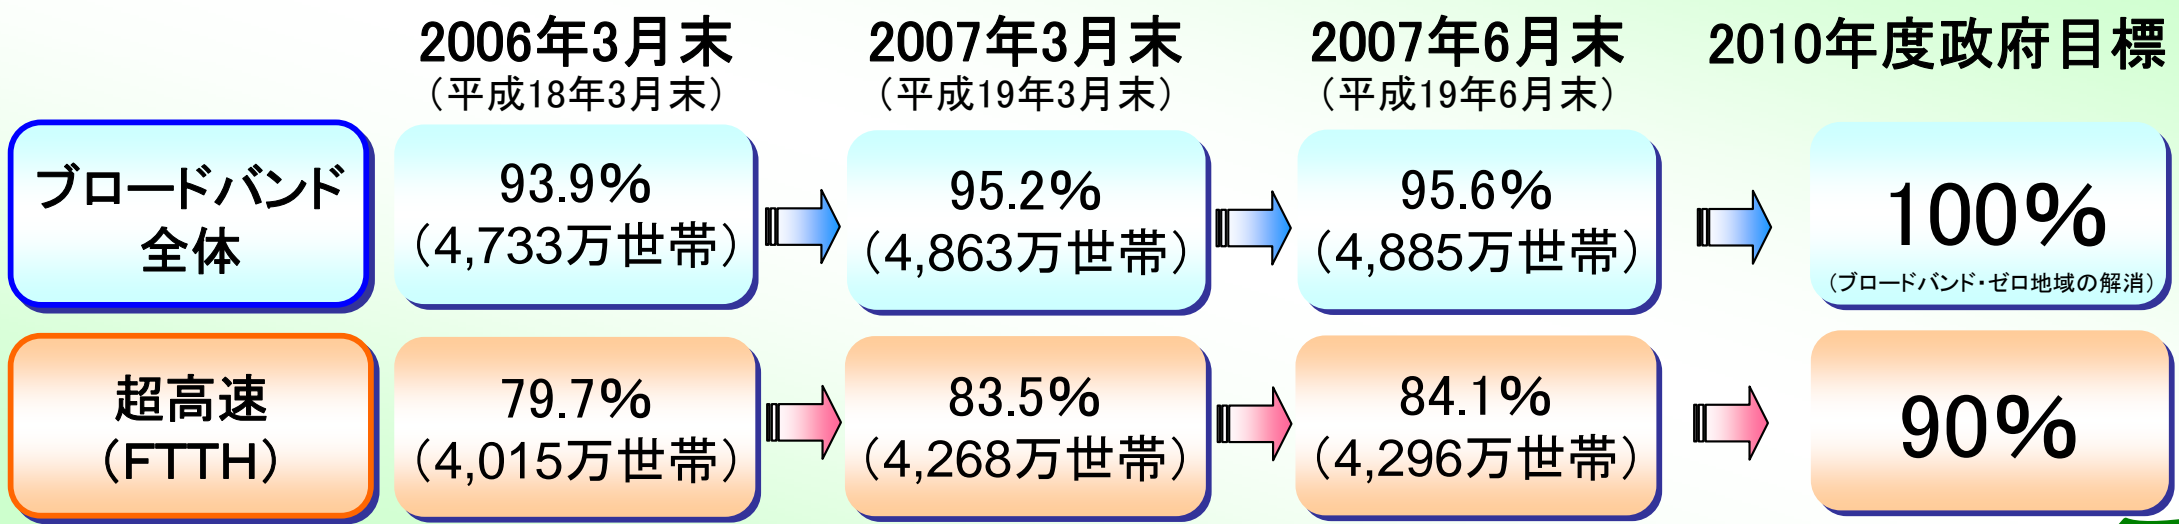 2006年3月末
（平成18年3月末）
2007年3月末
（平成19年3月末）
2007年6月末
（平成19年6月末）
2010年度政府目標
ブロードバンド
全体
93.9％
（4,733万世帯）
95.2％
（4,863万世帯）
95.6％
（4,885万世帯）
100％
（ブロードバンド・ゼロ地域の解消）
超高速
（FTTH）
79.7％
（4,015万世帯）
83.5％
（4,268万世帯）
84.1％
（4,296万世帯）
90％